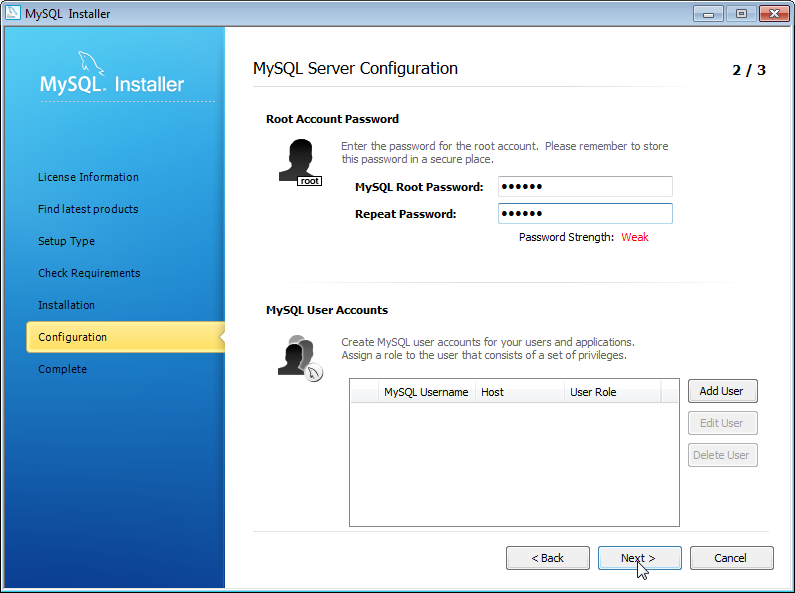 MySQL Installer
MySQL. Installer
License Information
Find latest products
Setup Type
Check Requirements
Installation
Configuration
Complete
MySQL Server Configuration
2 / 3
Root Account Password
root
Enter the password for the root account. Please remember to store
this password in a secure place.
MySQL Root Password: ••••••
Repeat Password: ••••••
Password Strength: Weak
MySQL User Accounts
Create MySQL user accounts for your users and applications.
Assign a role to the user that consists of a set of privileges.
MySQL Username Host User Role
Add User
Edit User
Delete User
< Back Next > Cancel